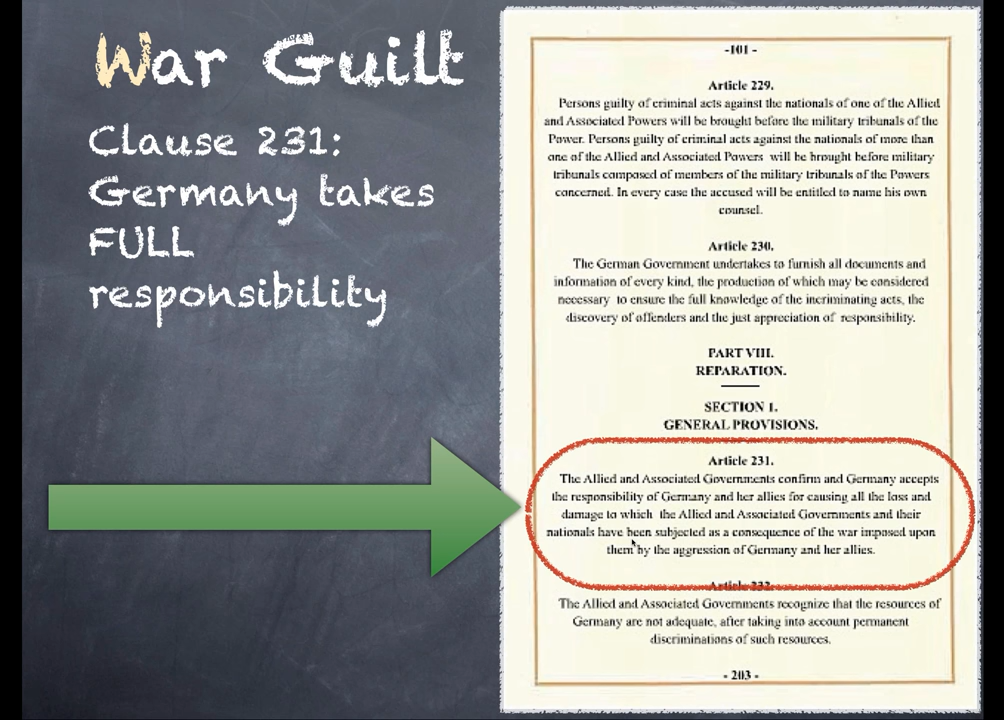 War Guilt
Clause 231:
Germany takes
FULL
responsibility
-101 -
Article 229.
Persons guilty of criminal acts against the nationals of one of the Allied
and Associated Powers will be brought before the military tribunals of the
Power. Persons guilty of criminal acts against the nationals of more than
one of the Allied and Associated Powers will be brought before military
tribunals composed of members of the military tribunals of the Powers
concerned. In every case the accused will be entitled to name his own
counsel.
Article 230.
The German Government undertakes to furnish all documents and
information of every kind, the production of which may be considered
necessary to ensure the full knowledge of the incriminating acts, the
discovery of offenders and the just appreciation of responsibility.
PART VIII.
REPARATION.
SECTION I.
GENERAL PROVISIONS.
Article 231.
The Allied and Associated Governments confirm and Germany accepts
the responsibility of Germany and her allies for causing all the loss and
damage to which the Allied and Associated Governments and their
nationals have been subjected as a consequence of the war imposed upon
them by the aggression of Germany and her allies.
Article 232.
The Allied and Associated Governments recognize that the resources of
Germany are not adequate, after taking into account permanent
discriminations of such resources.
- 203 -